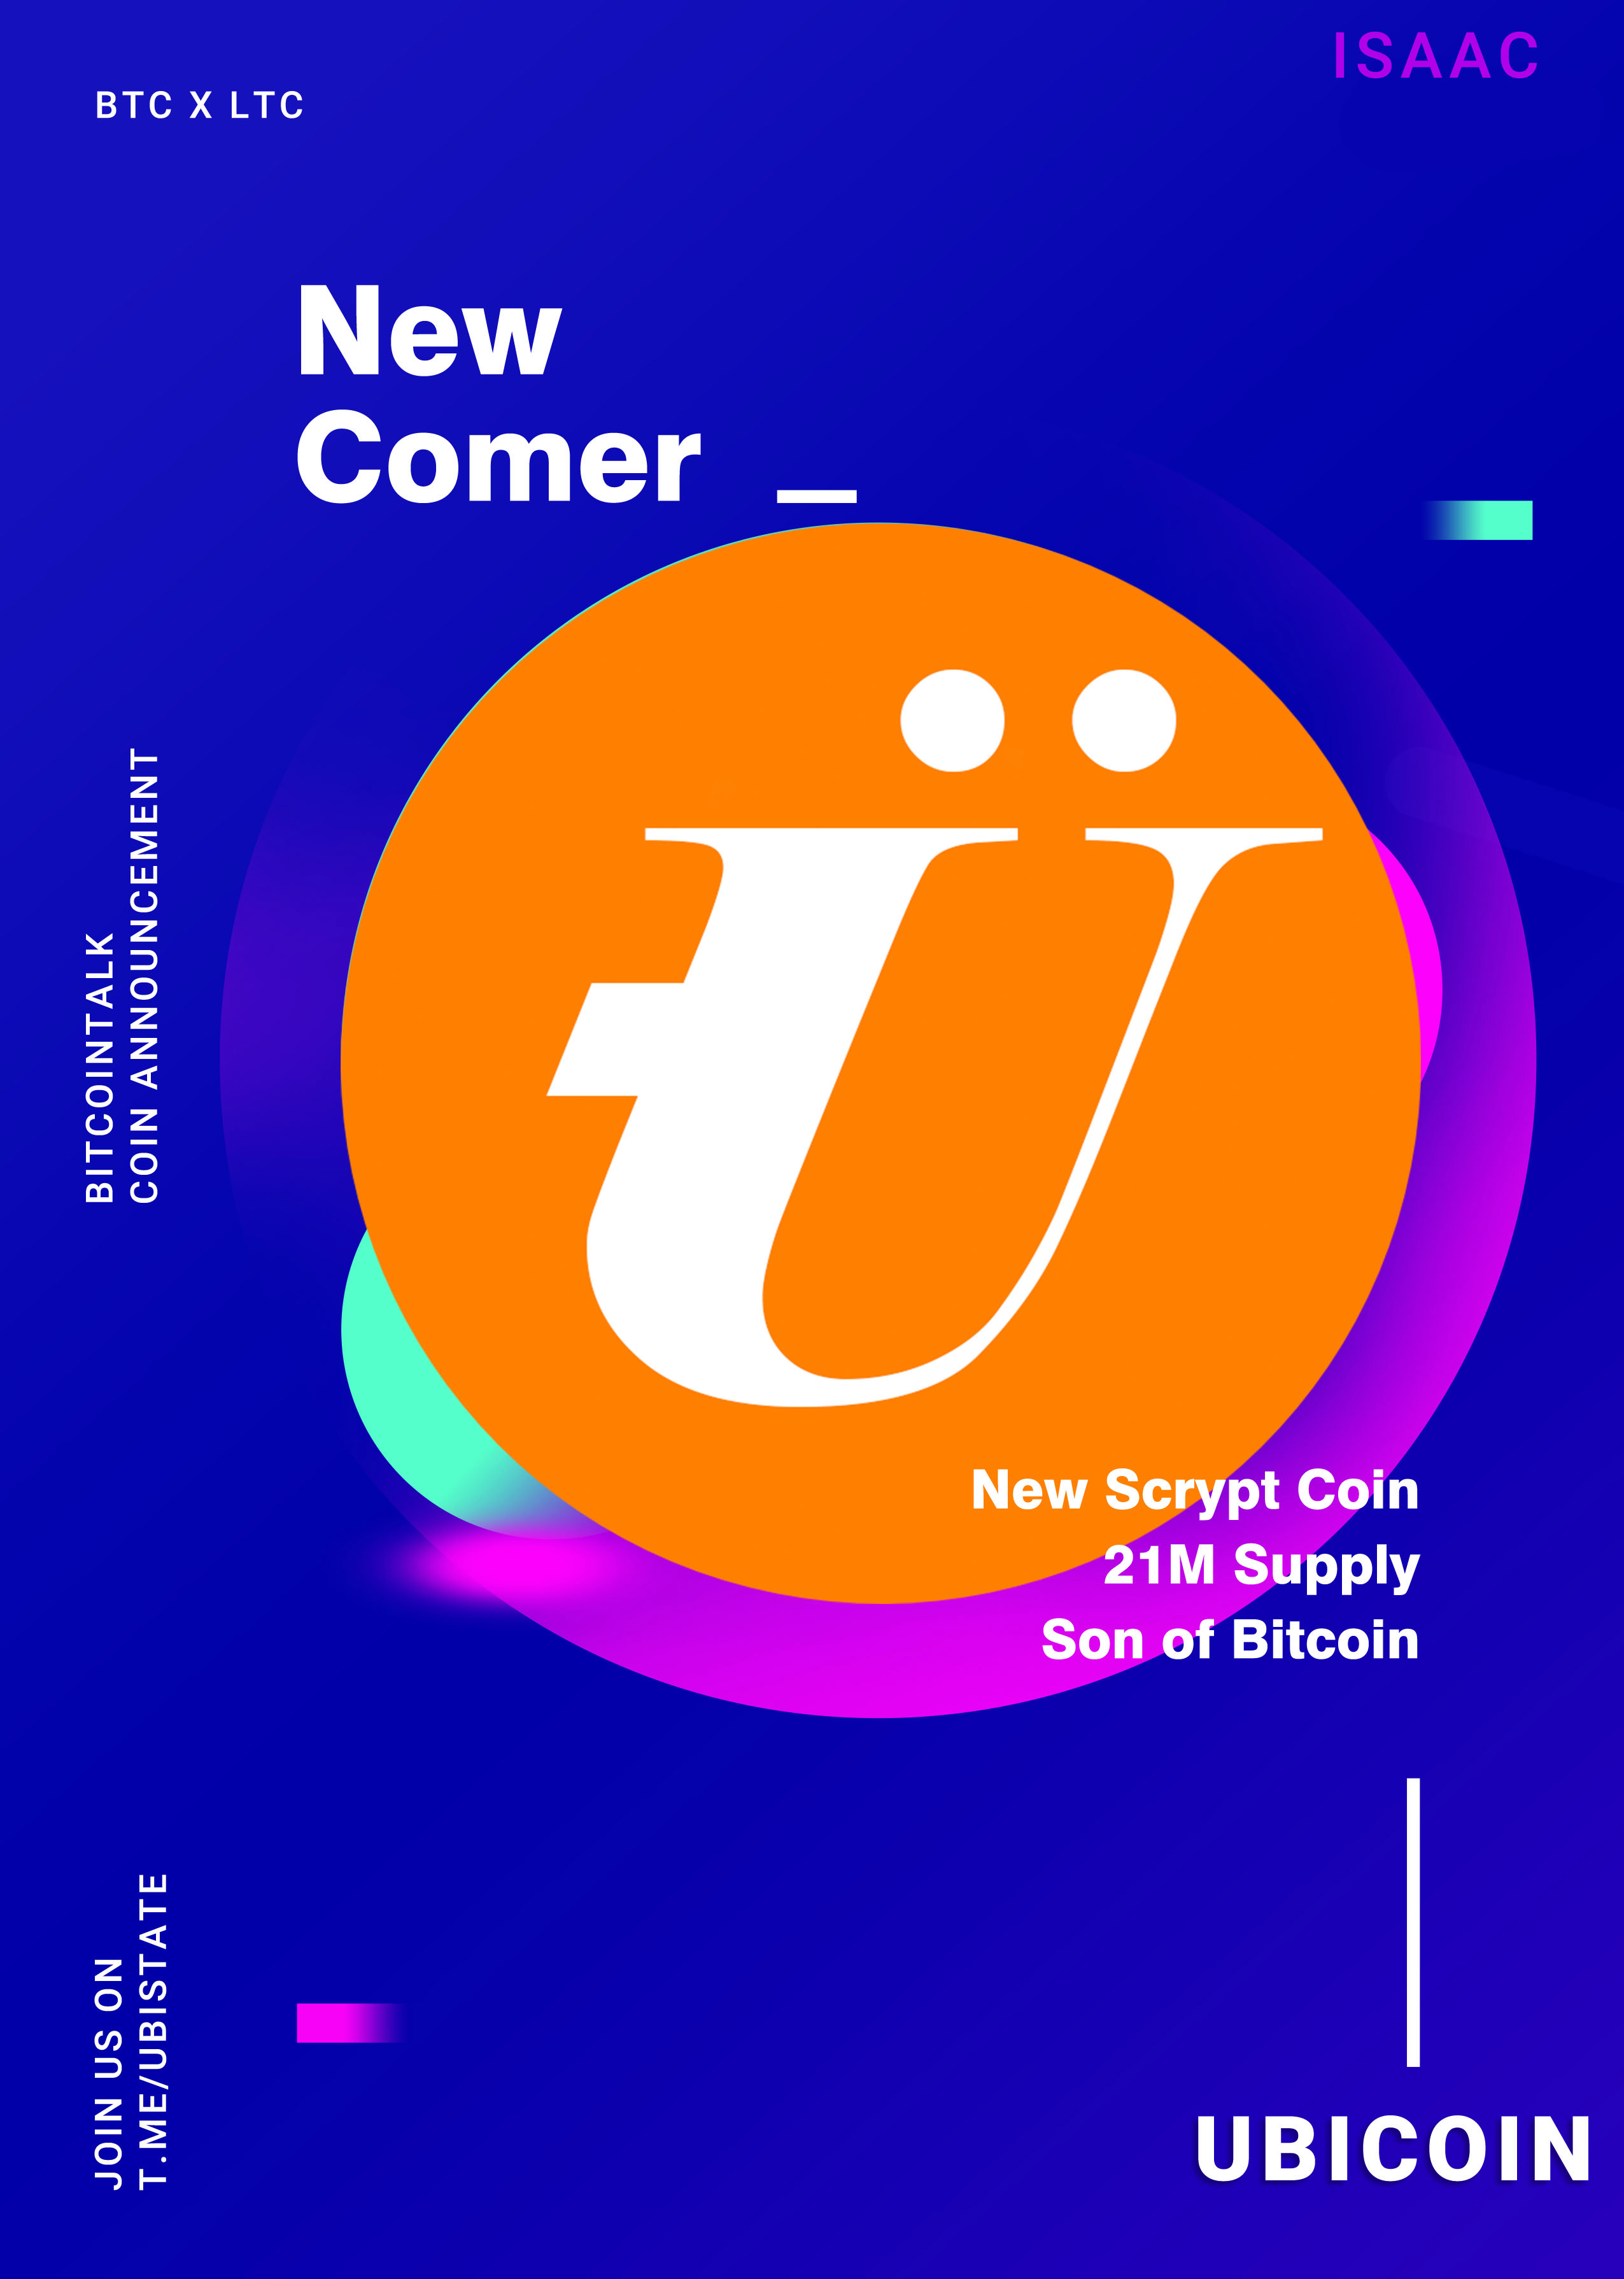 ISAAC
BTC X LTC
New
Comer _
Ü
BITCOINTALK
COIN ANNOUNCEMENT
New Scrypt Coin
21M Supply
Son of Bitcoin
JOIN US ON
T.ME/UBISTATE
UBICOIN